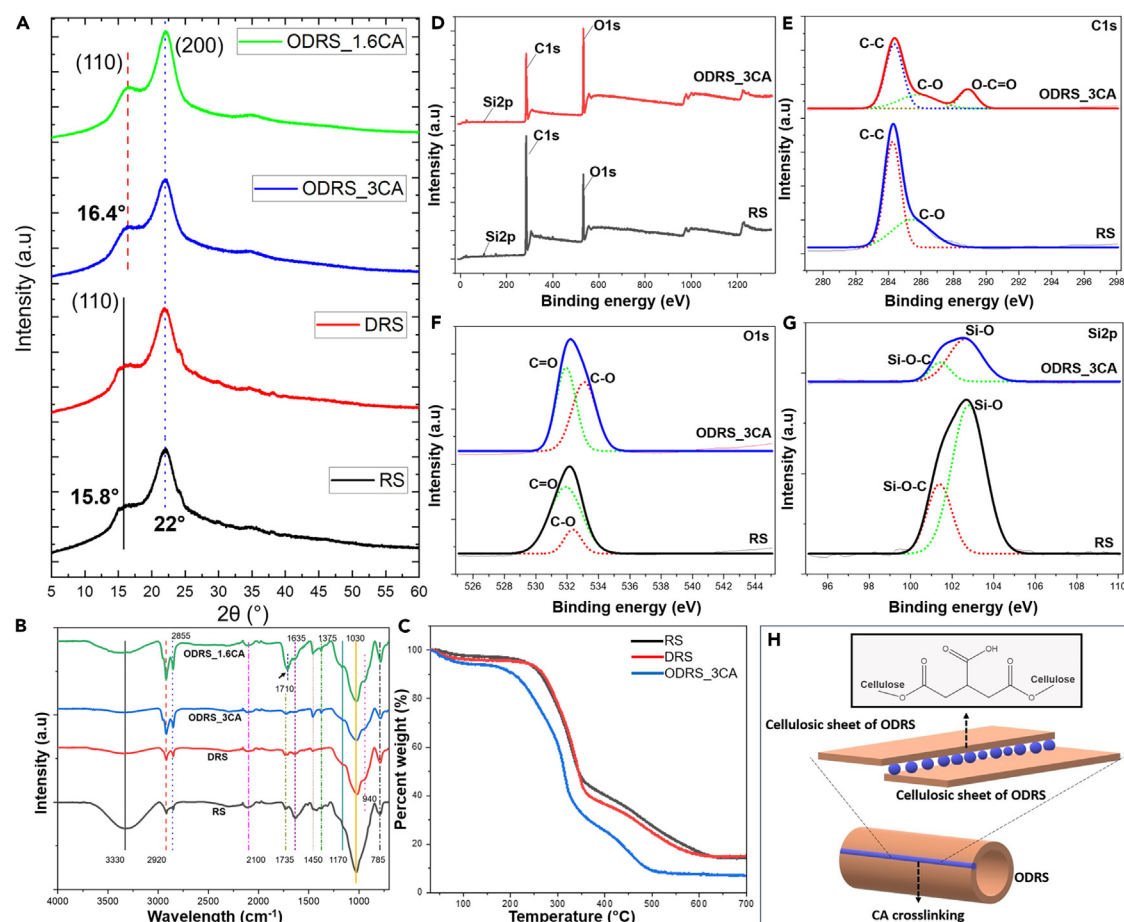 A
ODRS_1.6CA
(110)
(200)
ODRS_3CA
16.4°
(110)
DRS
RS
15.8°
22°
Intensity (a.u)
5 10 15 20 25 30 35 40 45 50 55 60
2θ (°)
D
O1s
C1s
ODRS_3CA
Si2p
C1s
O1s
RS
Si2p
Intensity (a.u)
0 200 400 600 800 1000 1200
Binding energy (eV)
E
C1s
C-C
C-O
O-C=O
ODRS_3CA
C-C
C-O
RS
Intensity (a.u)
280 282 284 286 288 290 292 294 296 298
Binding energy (eV)
F
O1s
C=O
C-O
ODRS_3CA
C=O
C-O
RS
Intensity (a.u)
526 528 530 532 534 536 538 540 542 544
Binding energy (eV)
G
Si2p
Si-O
Si-O-C
ODRS_3CA
Si-O
Si-O-C
RS
Intensity (a.u)
96 98 100 102 104 106 108 110
Binding energy (eV)
B
2855
1635
1375
1030
ODRS_1.6CA
1710
ODRS_3CA
DRS
940
RS
3330
2920
2100
1735
1450
1170
785
Intensity (a.u)
4000 3500 3000 2500 2000 1500 1000
Wavelength (cm⁻¹)
C
RS
DRS
ODRS_3CA
Percent weight (%)
100
80
60
40
20
0
100 200 300 400 500 600 700
Temperature (°C)
H
O
OH
O
O
Cellulose
Cellulose
O
O
Cellulosic sheet of ODRS
Cellulosic sheet of ODRS
ODRS
CA crosslinking